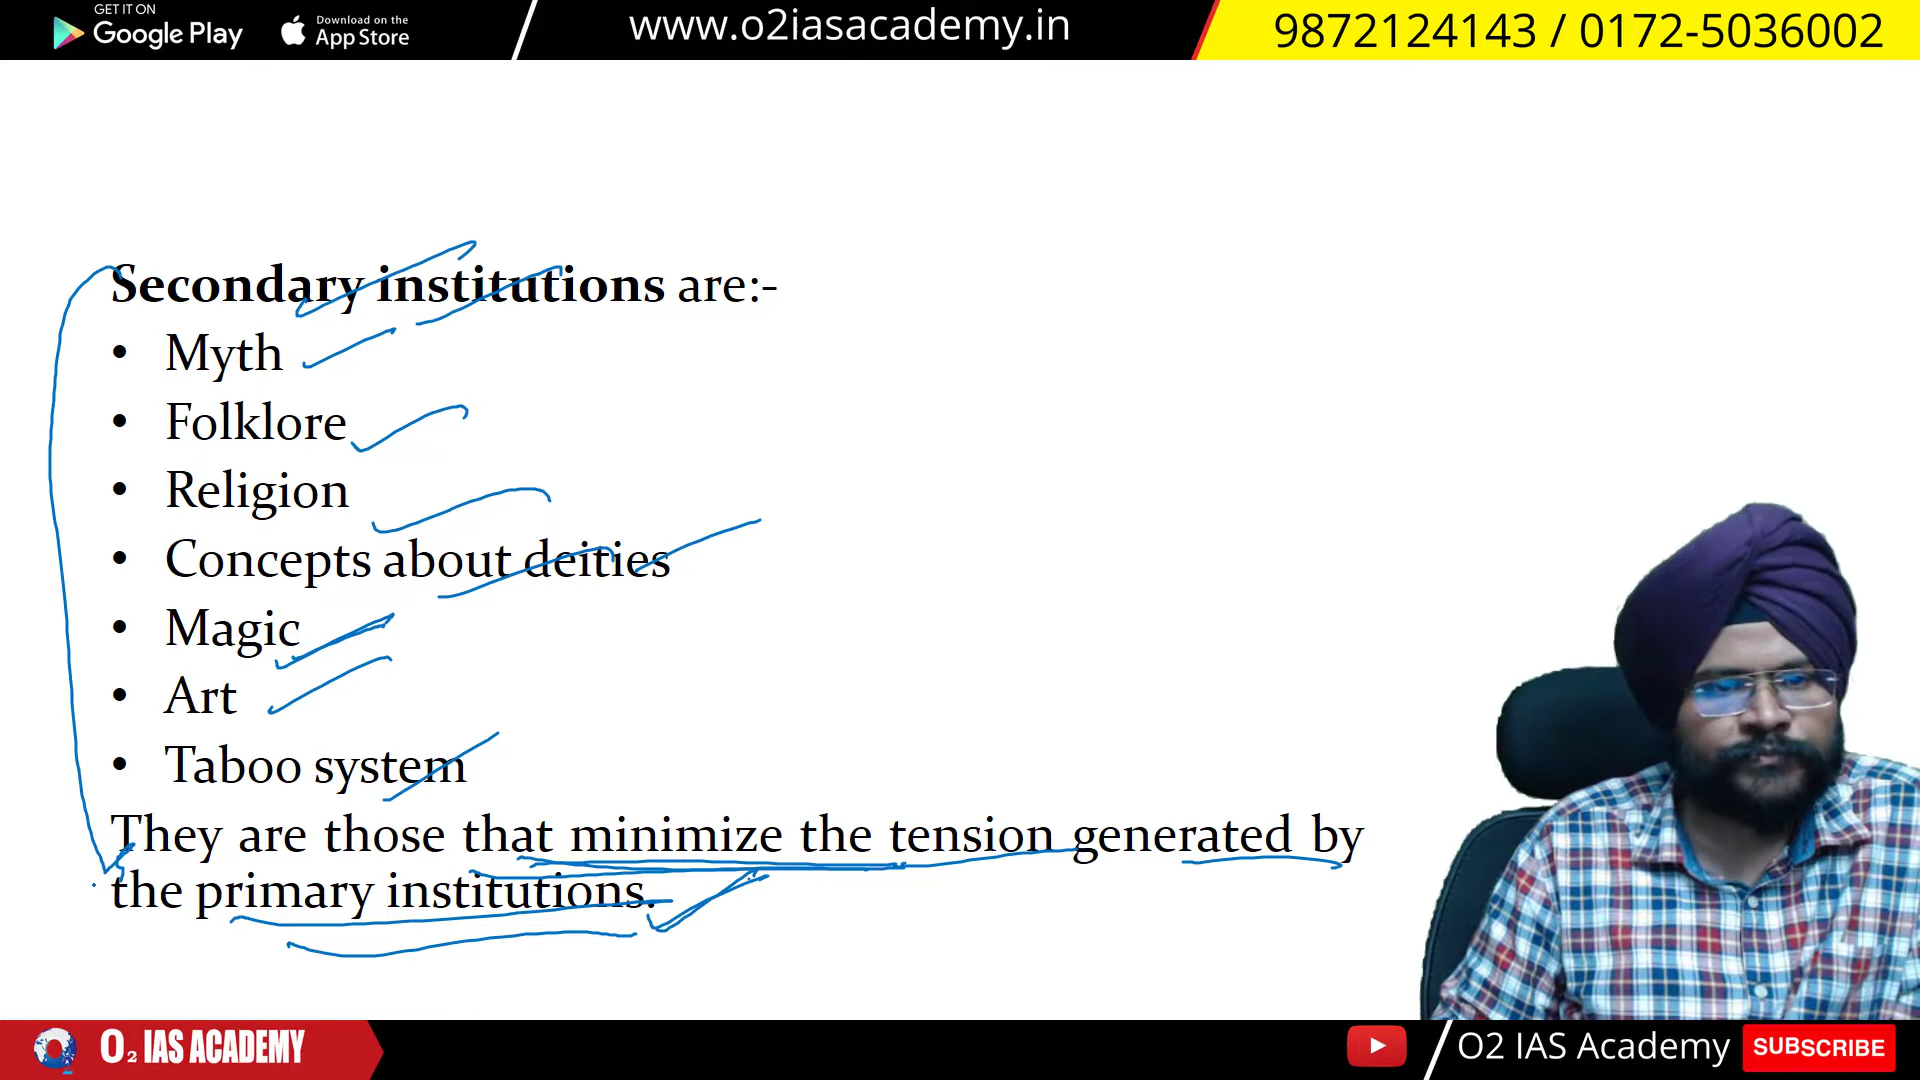 GET IT ON
Google Play
Download on the
App Store
www.o2iasacademy.in
9872124143 / 0172-5036002
Secondary institutions are:-
• Myth
• Folklore
• Religion
• Concepts about deities
• Magic
• Art
• Taboo system
They are those that minimize the tension generated by
the primary institutions.
O2 IAS ACADEMY
O2 IAS Academy
SUBSCRIBE